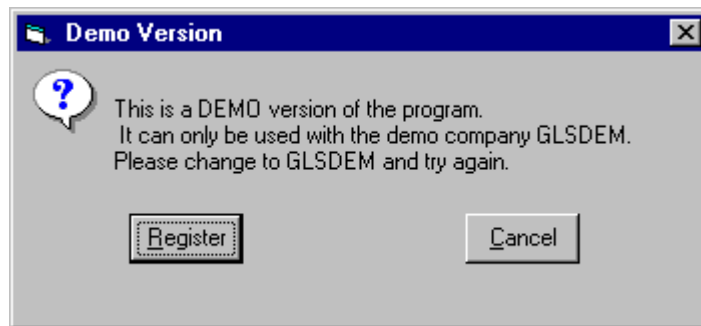 Demo Version
This is a DEMO version of the program.
It can only be used with the demo company GLSDEM.
Please change to GLSDEM and try again.
Register
Cancel